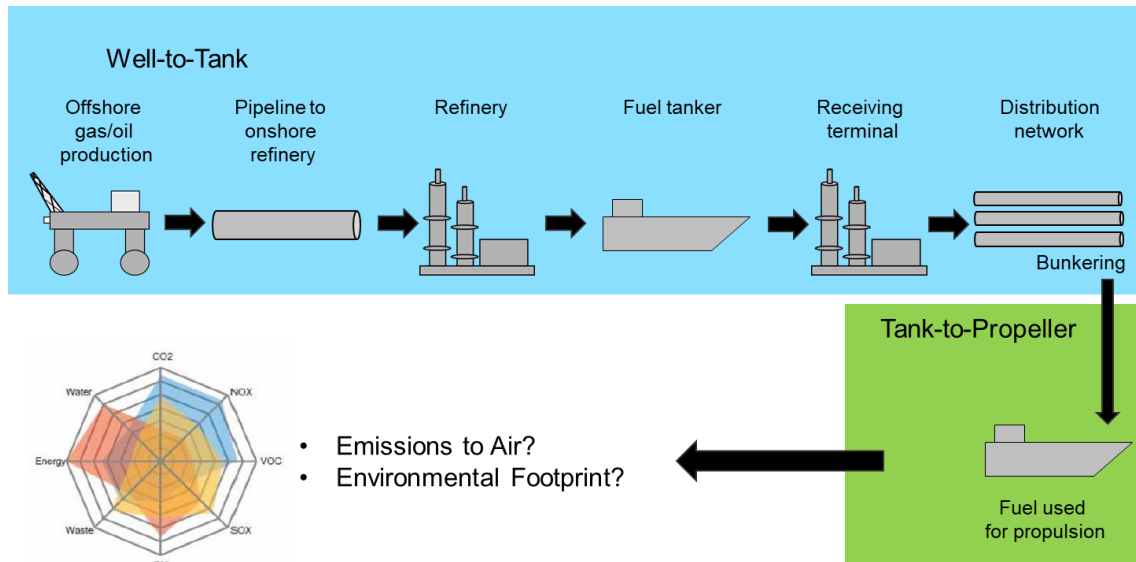 Well-to-Tank
Offshore
gas/oil
production
Pipeline to
onshore
refinery
Refinery
Fuel tanker
Receiving
terminal
Distribution
network
Bunkering
Tank-to-Propeller
Fuel used
for propulsion
• Emissions to Air?
• Environmental Footprint?
CO2
NOX
VOC
SOX
Waste
Energy
Water